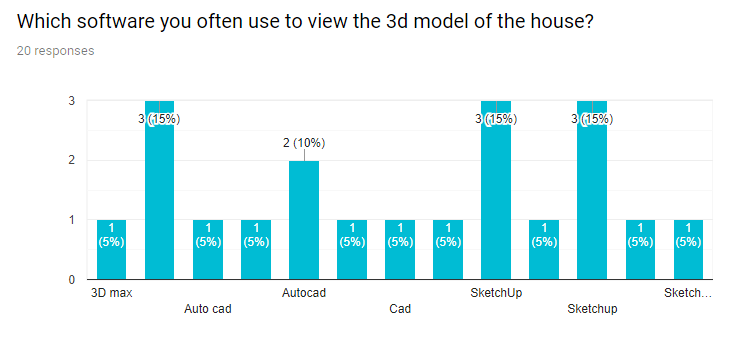 Which software you often use to view the 3d model of the house?
20 responses
3
2
1
0
1
(5%)
3 (15%)
1
(5%)
1
(5%)
2 (10%)
1
(5%)
1
(5%)
1
(5%)
3 (15%)
1
(5%)
3 (15%)
1
(5%)
1
(5%)
3D max
Auto cad
Autocad
Cad
SketchUp
Sketchup
Sketch…